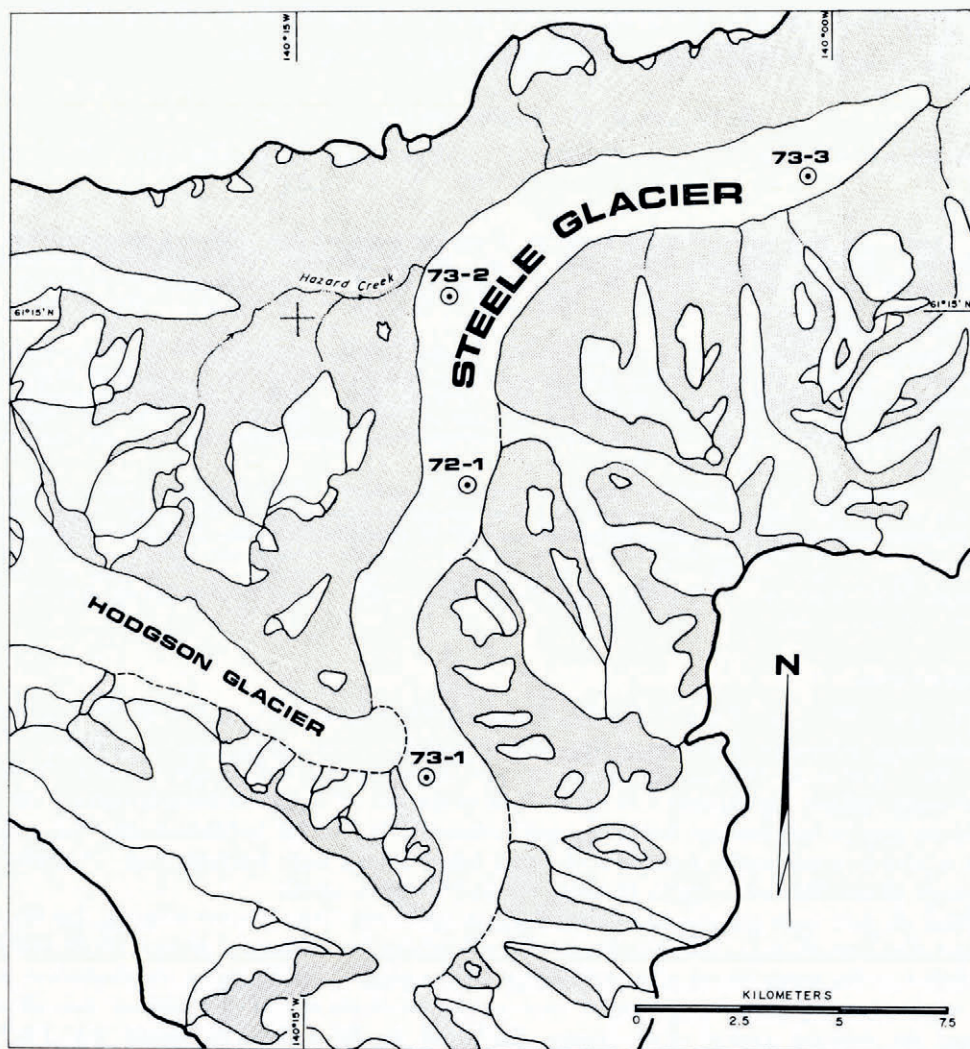 140°15'W
140°00'W
73-3
STEELE GLACIER
Hazard Creek
73-2
61°15'N
61°15'N
72-1
HODGSON GLACIER
73-1
N
KILOMETERS
0 2.5 5 7.5
140°15'W